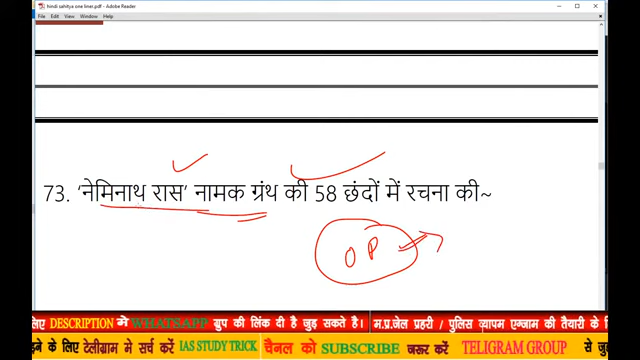 hindi sahitya one liner.pdf - Adobe Reader
File Edit View Window Help
73. ‘नेमिनाथ रास’ नामक ग्रंथ की 58 छंदों में रचना की~
OP
लिए DESCRIPTION मे WHATSAPP ग्रुप की लिंक दी है जुड़ सकते है। म.प्र.जेल प्रहरी / पुलिस व्यापम एग्जाम की तैयारी के लि
ड़ने के लिए टेलीग्राम में सर्च करें IAS STUDY TRICK चैनल को SUBSCRIBE जरूर करें TELIGRAM GROUP से जु